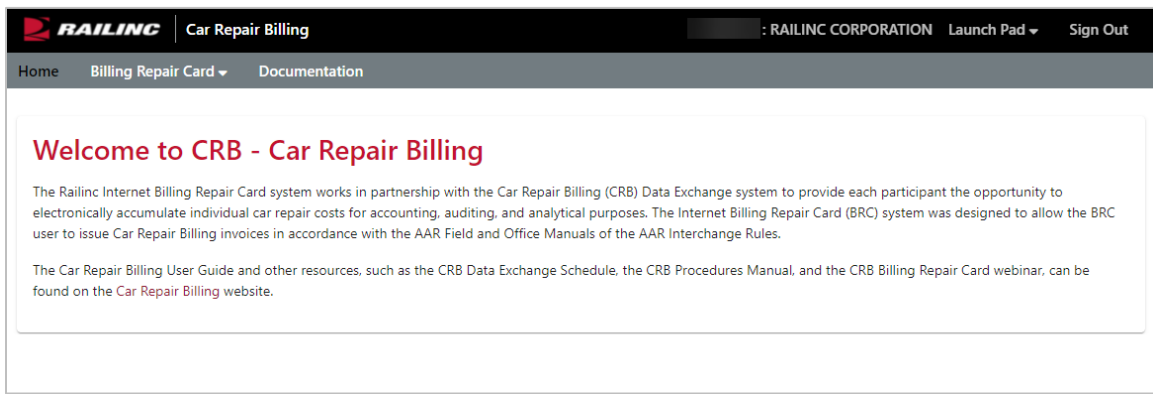 RAILINC Car Repair Billing : RAILINC CORPORATION Launch Pad Sign Out
Home Billing Repair Card Documentation
Welcome to CRB - Car Repair Billing
The Railinc Internet Billing Repair Card system works in partnership with the Car Repair Billing (CRB) Data Exchange system to provide each participant the opportunity to
electronically accumulate individual car repair costs for accounting, auditing, and analytical purposes. The Internet Billing Repair Card (BRC) system was designed to allow the BRC
user to issue Car Repair Billing invoices in accordance with the AAR Field and Office Manuals of the AAR Interchange Rules.
The Car Repair Billing User Guide and other resources, such as the CRB Data Exchange Schedule, the CRB Procedures Manual, and the CRB Billing Repair Card webinar, can be
found on the Car Repair Billing website.